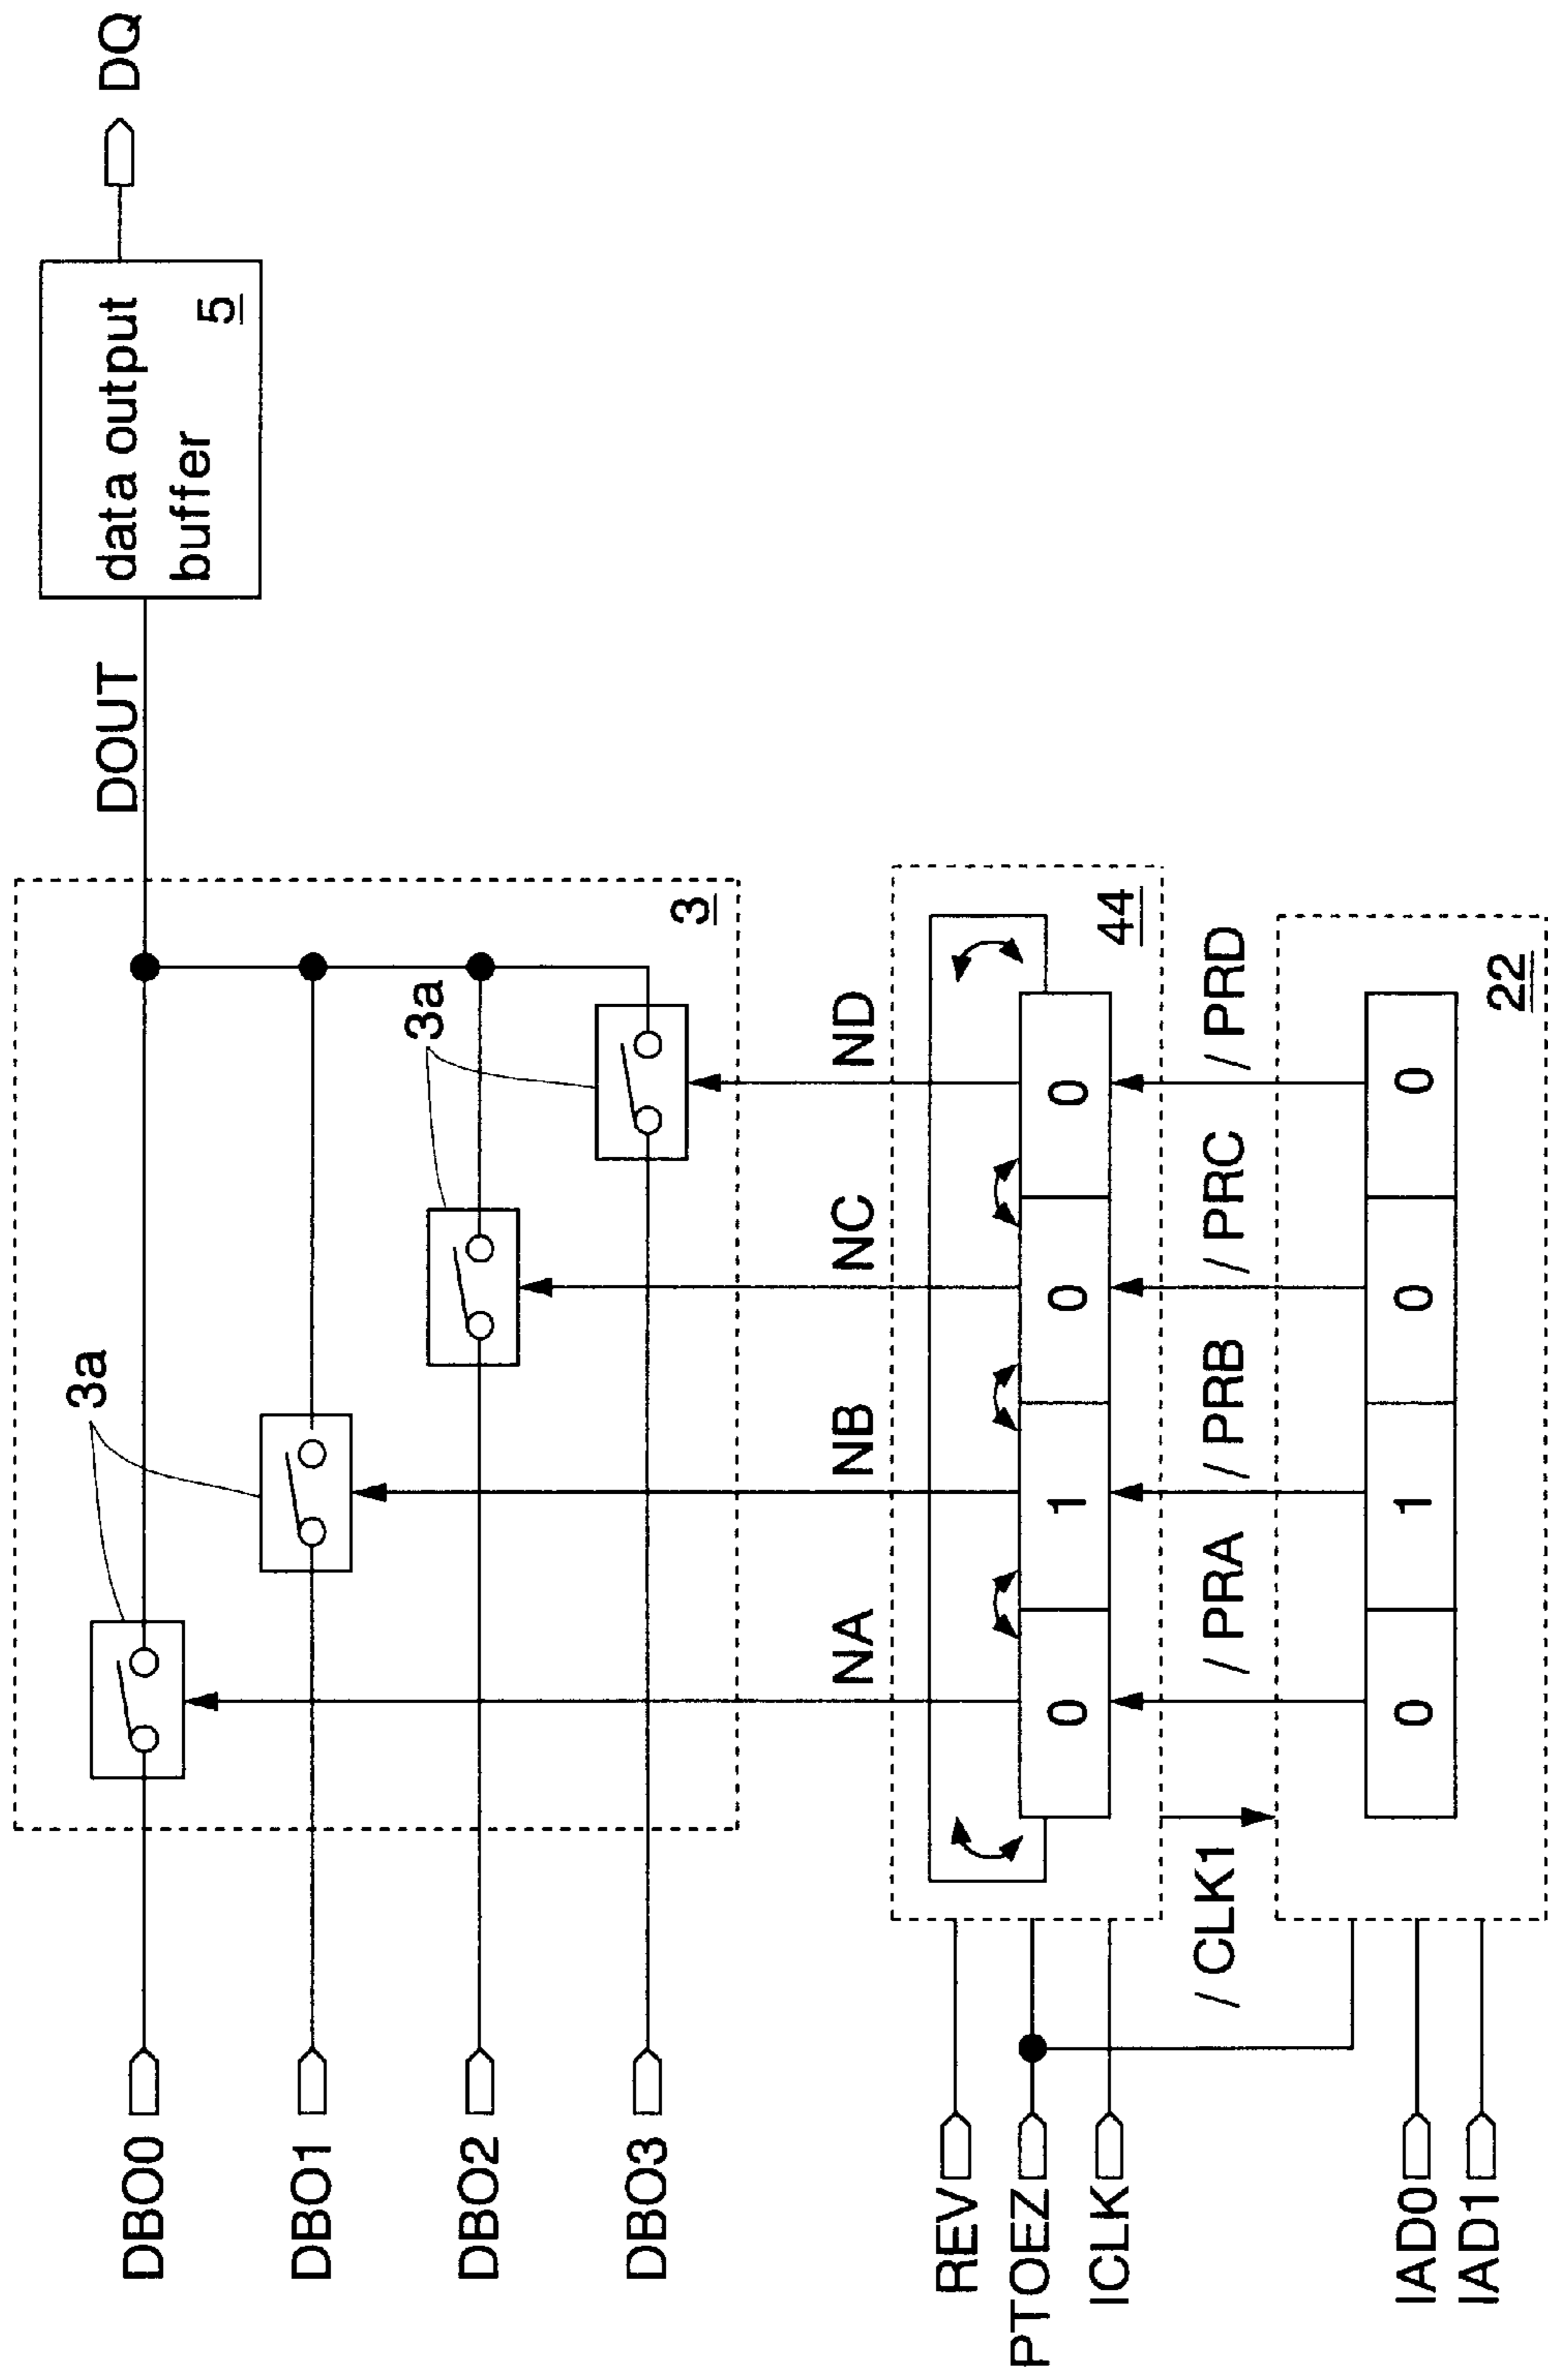 DBO0
DBO1
DBO2
DBO3
3a
3a
3
DOUT
data output
buffer
5
DQ
NA
NB
NC
ND
REV
PTOEZ
ICLK
0
1
0
0
44
/ CLK1
/ PRA
/ PRB
/ PRC
/ PRD
IAD0
IAD1
0
1
0
0
22